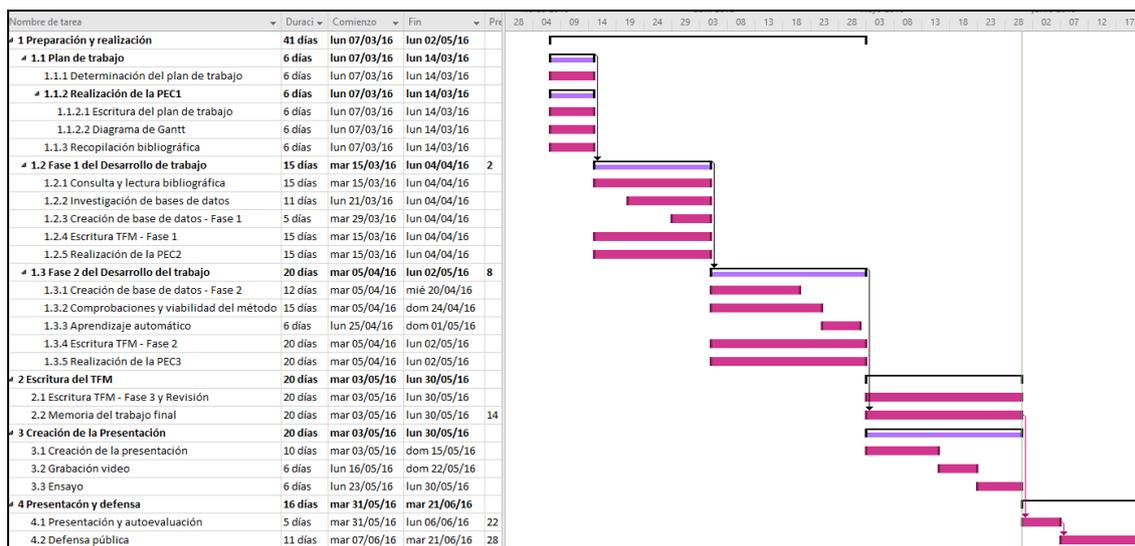 Nombre de tarea Duraci Comienzo Fin Pre 28 04 09 14 19 24 29 03 08 13 18 23 28 03 08 13 18 23 28 02 07 12 17
1 Preparación y realización 41 días lun 07/03/16 lun 02/05/16
1.1 Plan de trabajo 6 días lun 07/03/16 lun 14/03/16
1.1.1 Determinación del plan de trabajo 6 días lun 07/03/16 lun 14/03/16
1.1.2 Realización de la PEC1 6 días lun 07/03/16 lun 14/03/16
1.1.2.1 Escritura del plan de trabajo 6 días lun 07/03/16 lun 14/03/16
1.1.2.2 Diagrama de Gantt 6 días lun 07/03/16 lun 14/03/16
1.1.3 Recopilación bibliográfica 6 días lun 07/03/16 lun 14/03/16
1.2 Fase 1 del Desarrollo de trabajo 15 días mar 15/03/16 lun 04/04/16 2
1.2.1 Consulta y lectura bibliográfica 15 días mar 15/03/16 lun 04/04/16
1.2.2 Investigación de bases de datos 11 días lun 21/03/16 lun 04/04/16
1.2.3 Creación de base de datos - Fase 1 5 días mar 29/03/16 lun 04/04/16
1.2.4 Escritura TFM - Fase 1 15 días mar 15/03/16 lun 04/04/16
1.2.5 Realización de la PEC2 15 días mar 15/03/16 lun 04/04/16
1.3 Fase 2 del Desarrollo del trabajo 20 días mar 05/04/16 lun 02/05/16 8
1.3.1 Creación de base de datos - Fase 2 12 días mar 05/04/16 mié 20/04/16
1.3.2 Comprobaciones y viabilidad del método 15 días mar 05/04/16 dom 24/04/16
1.3.3 Aprendizaje automático 6 días lun 25/04/16 dom 01/05/16
1.3.4 Escritura TFM - Fase 2 20 días mar 05/04/16 lun 02/05/16
1.3.5 Realización de la PEC3 20 días mar 05/04/16 lun 02/05/16
2 Escritura del TFM 20 días mar 03/05/16 lun 30/05/16
2.1 Escritura TFM - Fase 3 y Revisión 20 días mar 03/05/16 lun 30/05/16
2.2 Memoria del trabajo final 20 días mar 03/05/16 lun 30/05/16 14
3 Creación de la Presentación 20 días mar 03/05/16 lun 30/05/16
3.1 Creación de la presentación 10 días mar 03/05/16 dom 15/05/16
3.2 Grabación video 6 días lun 16/05/16 dom 22/05/16
3.3 Ensayo 6 días lun 23/05/16 lun 30/05/16
4 Presentacón y defensa 16 días mar 31/05/16 mar 21/06/16
4.1 Presentación y autoevaluación 5 días mar 31/05/16 lun 06/06/16 22
4.2 Defensa pública 11 días mar 07/06/16 mar 21/06/16 28